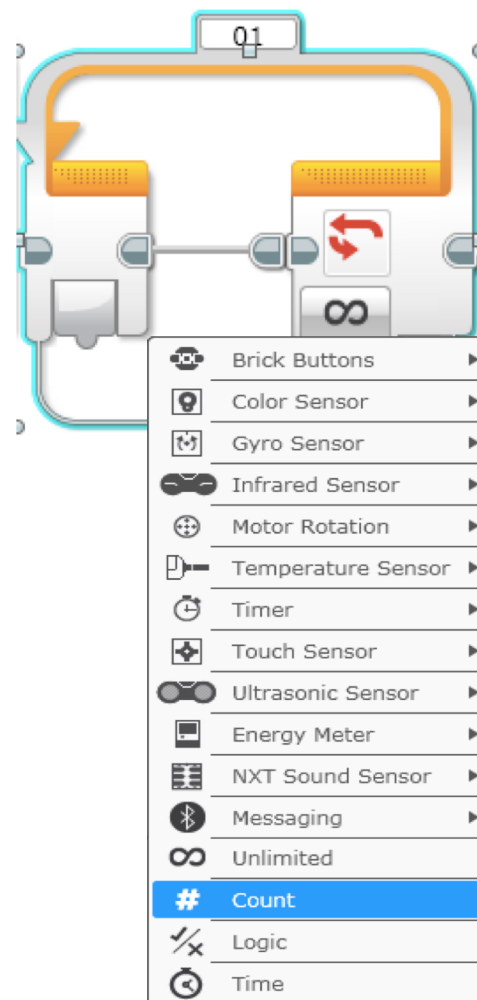 01
Brick Buttons
Color Sensor
Gyro Sensor
Infrared Sensor
Motor Rotation
Temperature Sensor
Timer
Touch Sensor
Ultrasonic Sensor
Energy Meter
NXT Sound Sensor
Messaging
Unlimited
# Count
Logic
Time